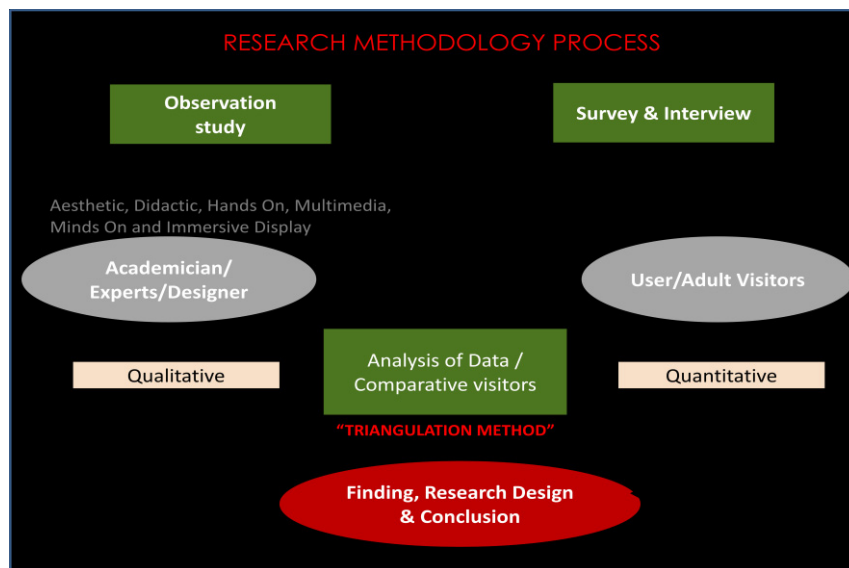 RESEARCH METHODOLOGY PROCESS
Observation
study
Survey & Interview
Aesthetic, Didactic, Hands On, Multimedia,
Minds On and Immersive Display
Academician/
Experts/Designer
User/Adult Visitors
Qualitative
Analysis of Data /
Comparative visitors
Quantitative
“TRIANGULATION METHOD”
Finding, Research Design
& Conclusion